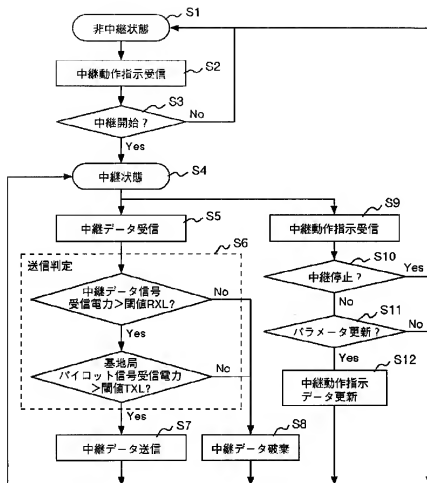 S1
非中継状態
S2
中継動作指示受信
S3
中継開始？
No
Yes
S4
中継状態
S5
中継データ受信
S6
送信判定
中継データ信号
受信電力>閾値RXL?
No
Yes
基地局
パイロット信号受信電力
>閾値TXL?
No
Yes
S7
中継データ送信
S8
中継データ破棄
S9
中継動作指示受信
S10
中継停止？
Yes
No
S11
パラメータ更新？
No
Yes
S12
中継動作指示
データ更新